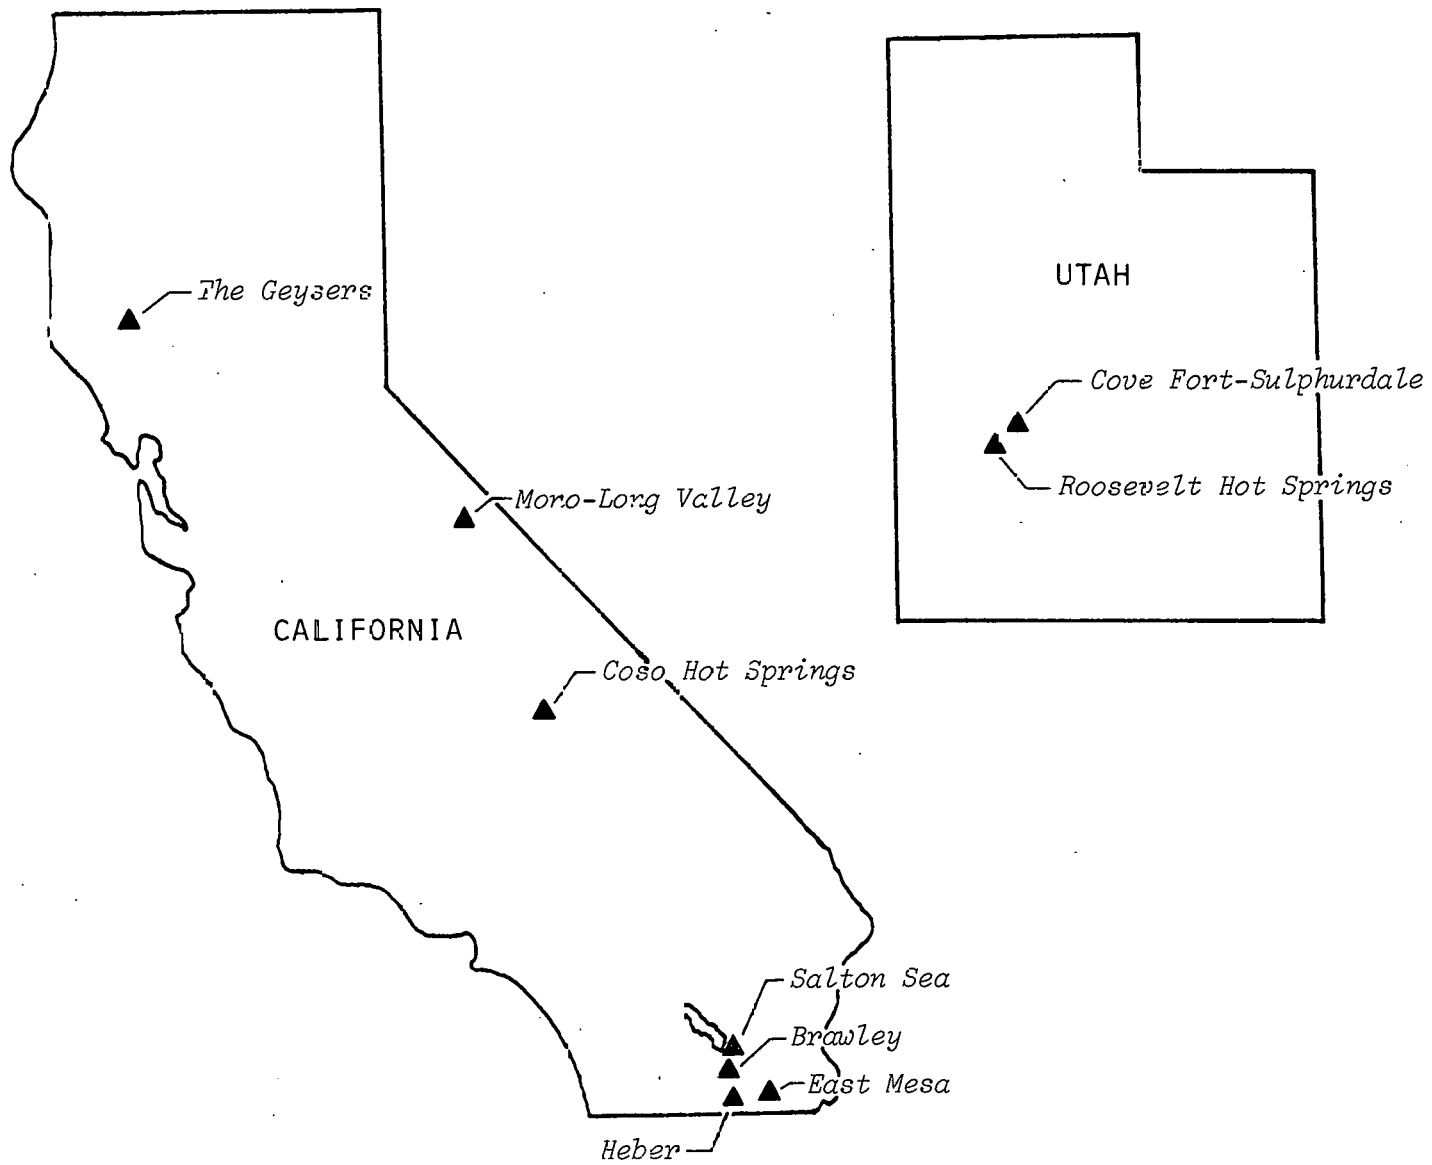 The Geysers
UTAH
Cove Fort-Sulphurdale
Roosevelt Hot Springs
Mono-Long Valley
CALIFORNIA
Coso Hot Springs
Salton Sea
Brawley
East Mesa
Heber